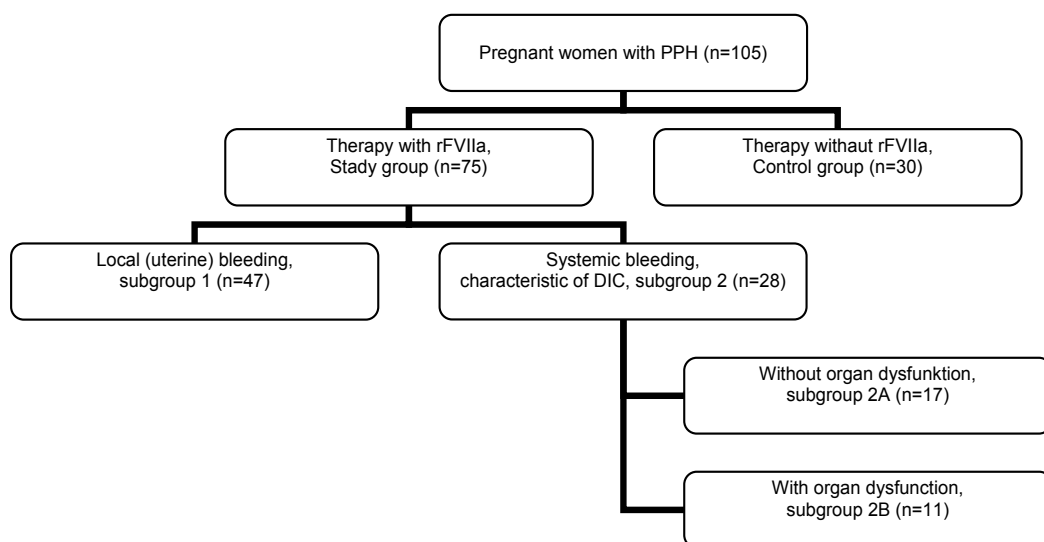 Pregnant women with PPH (n=105)
Therapy with rFVIIa,
Stady group (n=75)
Therapy without rFVIIa,
Control group (n=30)
Local (uterine) bleeding,
subgroup 1 (n=47)
Systemic bleeding,
characteristic of DIC, subgroup 2 (n=28)
Without organ dysfunktion,
subgroup 2A (n=17)
With organ dysfunction,
subgroup 2B (n=11)